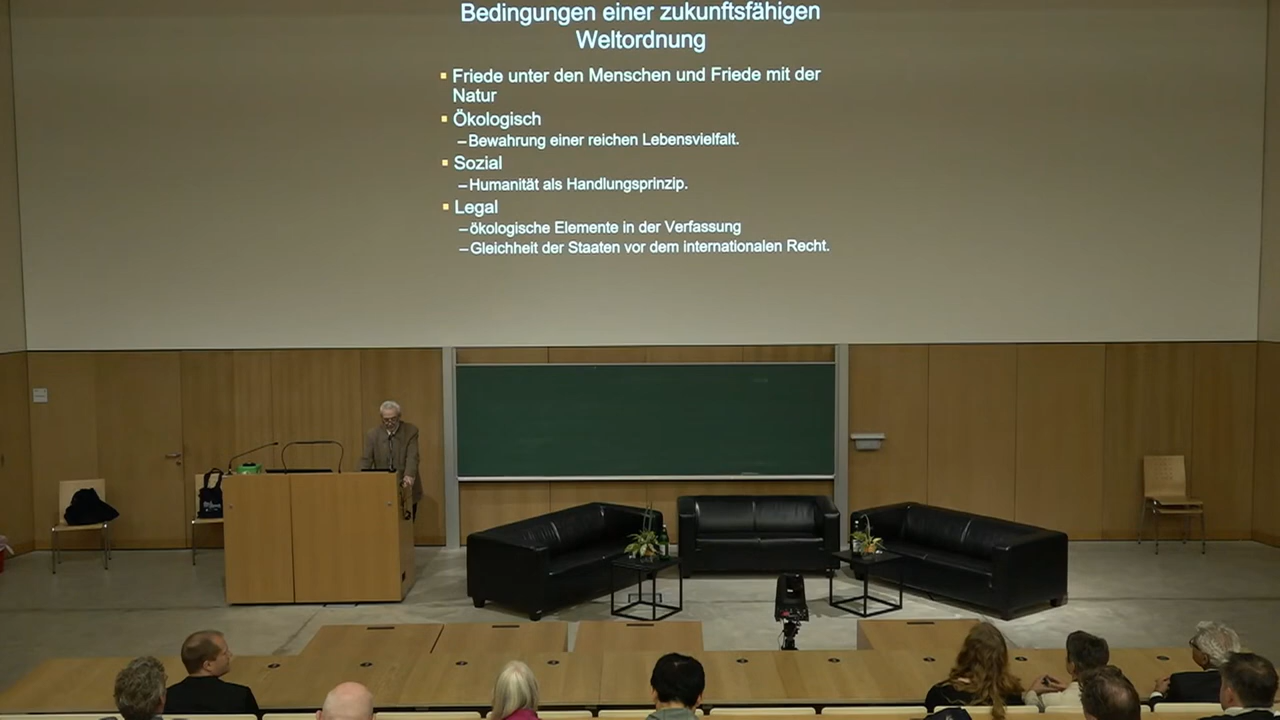 Bedingungen einer zukunftsfähigen
Weltordnung
Friede unter den Menschen und Friede mit der
Natur
Ökologisch
–Bewahrung einer reichen Lebensvielfalt.
Sozial
–Humanität als Handlungsprinzip.
Legal
–ökologische Elemente in der Verfassung
–Gleichheit der Staaten vor dem internationalen Recht.